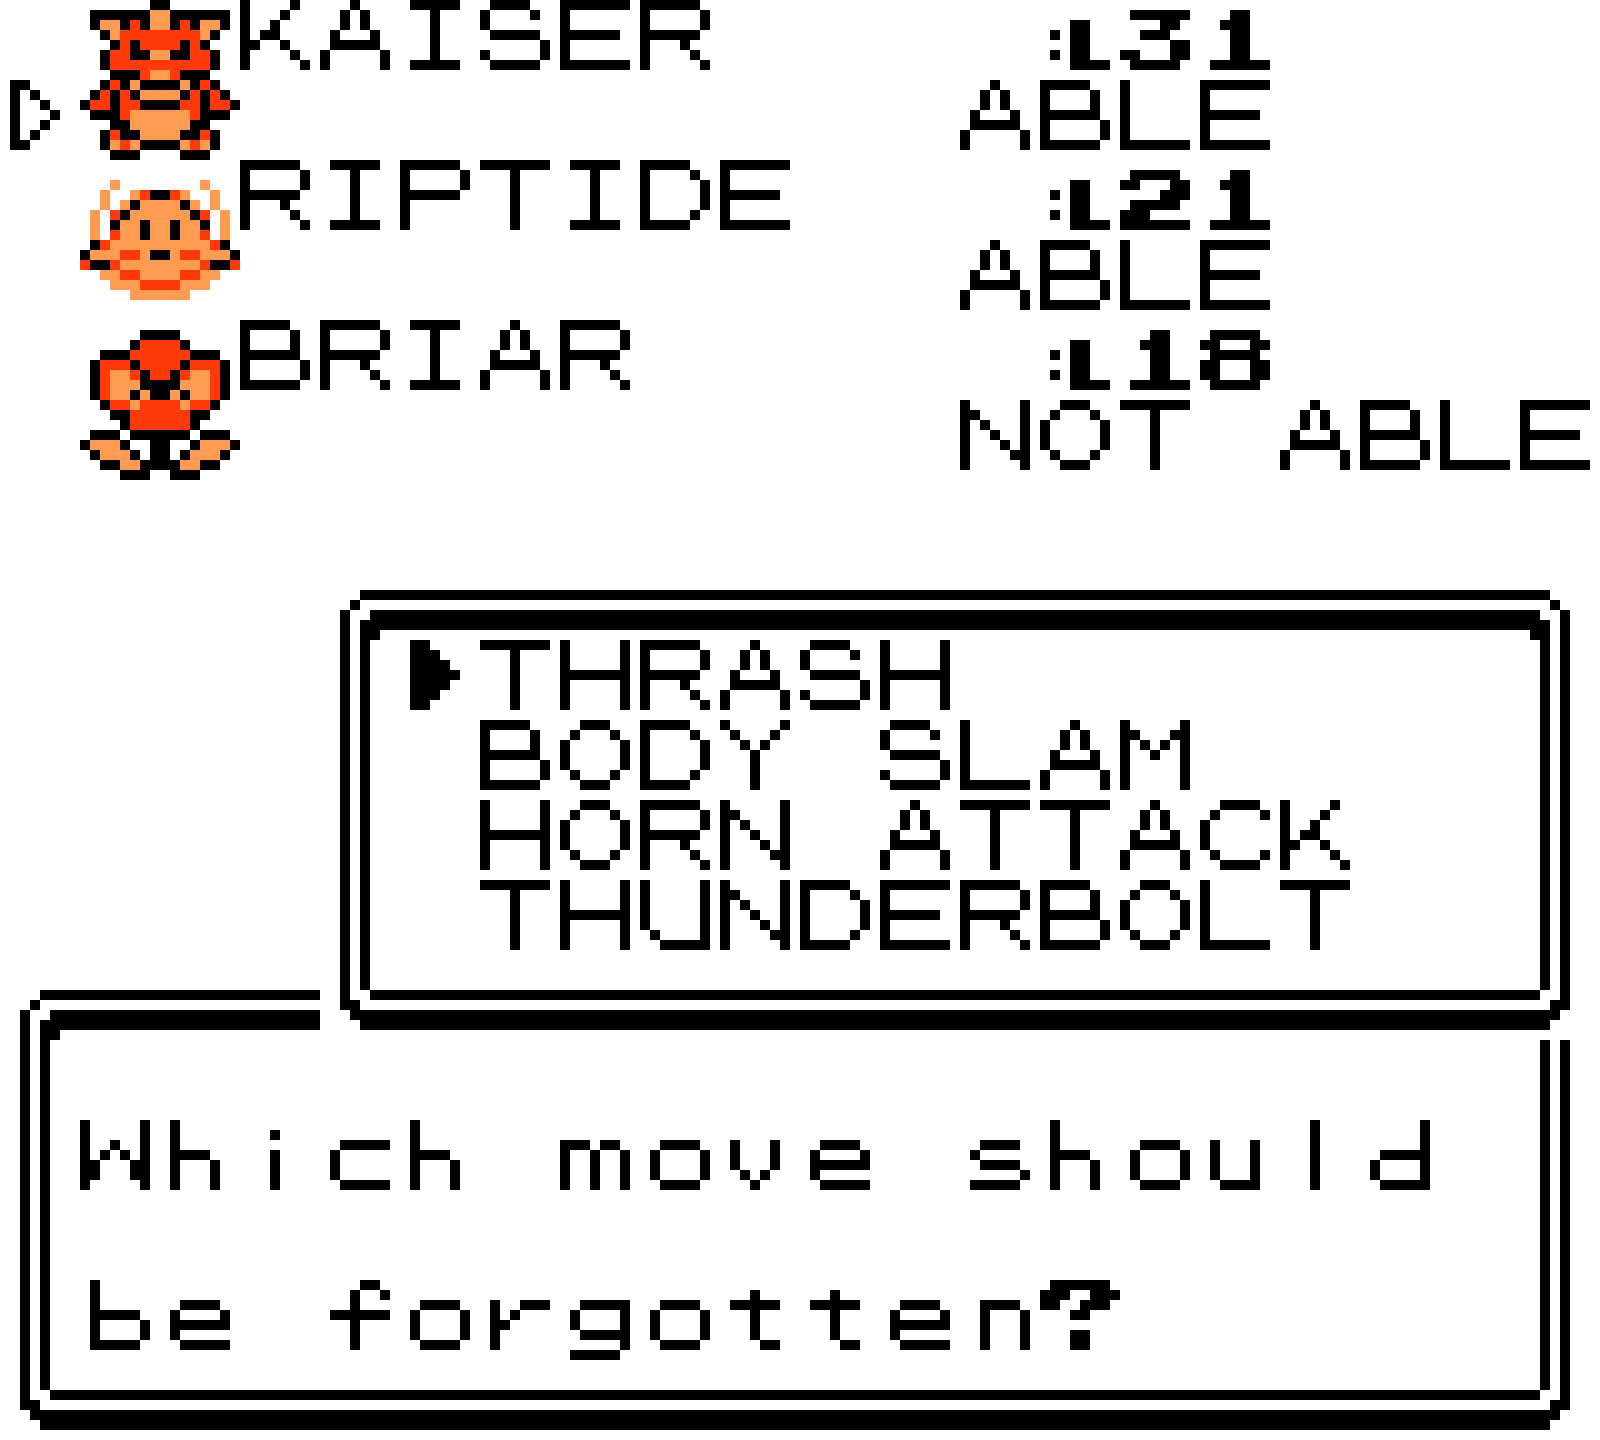 KAISER :L31
ABLE
RIPTIDE :L21
ABLE
BRIAR :L18
NOT ABLE
THRASH
BODY SLAM
HORN ATTACK
THUNDERBOLT
Which move should
be forgotten?